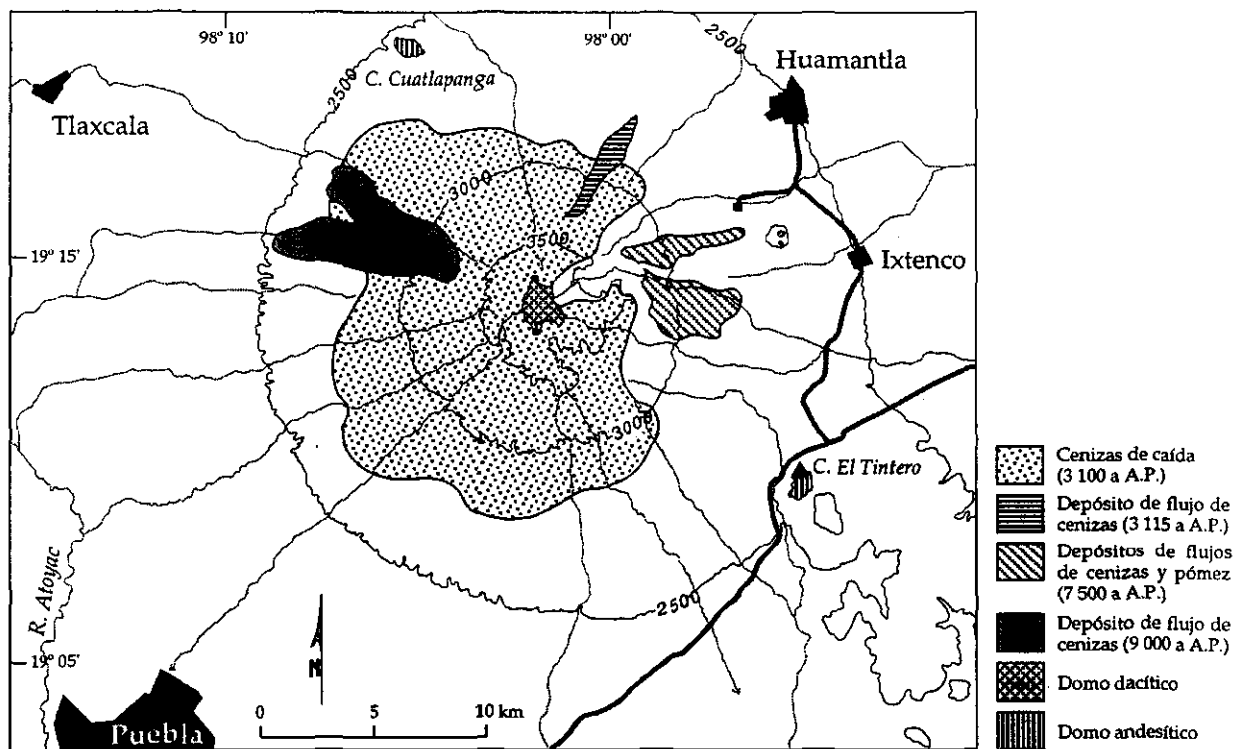 98° 10'
98° 00'
2500
2500
Huamantla
C. Cuatlapanga
Tlaxcala
3000
3500
19° 15'
Ixtenco
3000
C. El Tintero
R. Atoyac
2500
N
19° 05'
0 5 10 km
Puebla
Cenizas de caída
(3 100 a A.P.)
Depósito de flujo de
cenizas (3 115 a A.P.)
Depósitos de flujos
de cenizas y pómez
(7 500 a A.P.)
Depósito de flujo de
cenizas (9 000 a A.P.)
Domo dacítico
Domo andesítico